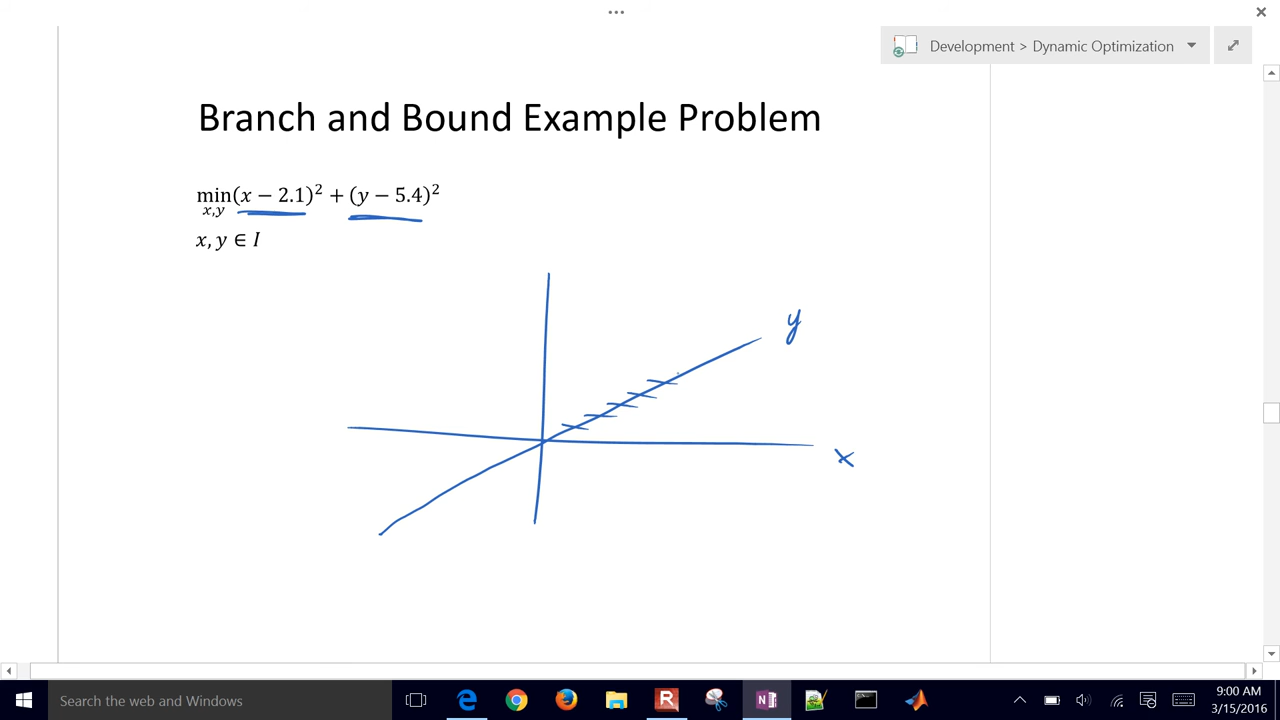 Development > Dynamic Optimization
Branch and Bound Example Problem
min(x − 2.1)² + (y − 5.4)²
x,y
x, y ∈ I
y
x
Search the web and Windows
9:00 AM
3/15/2016